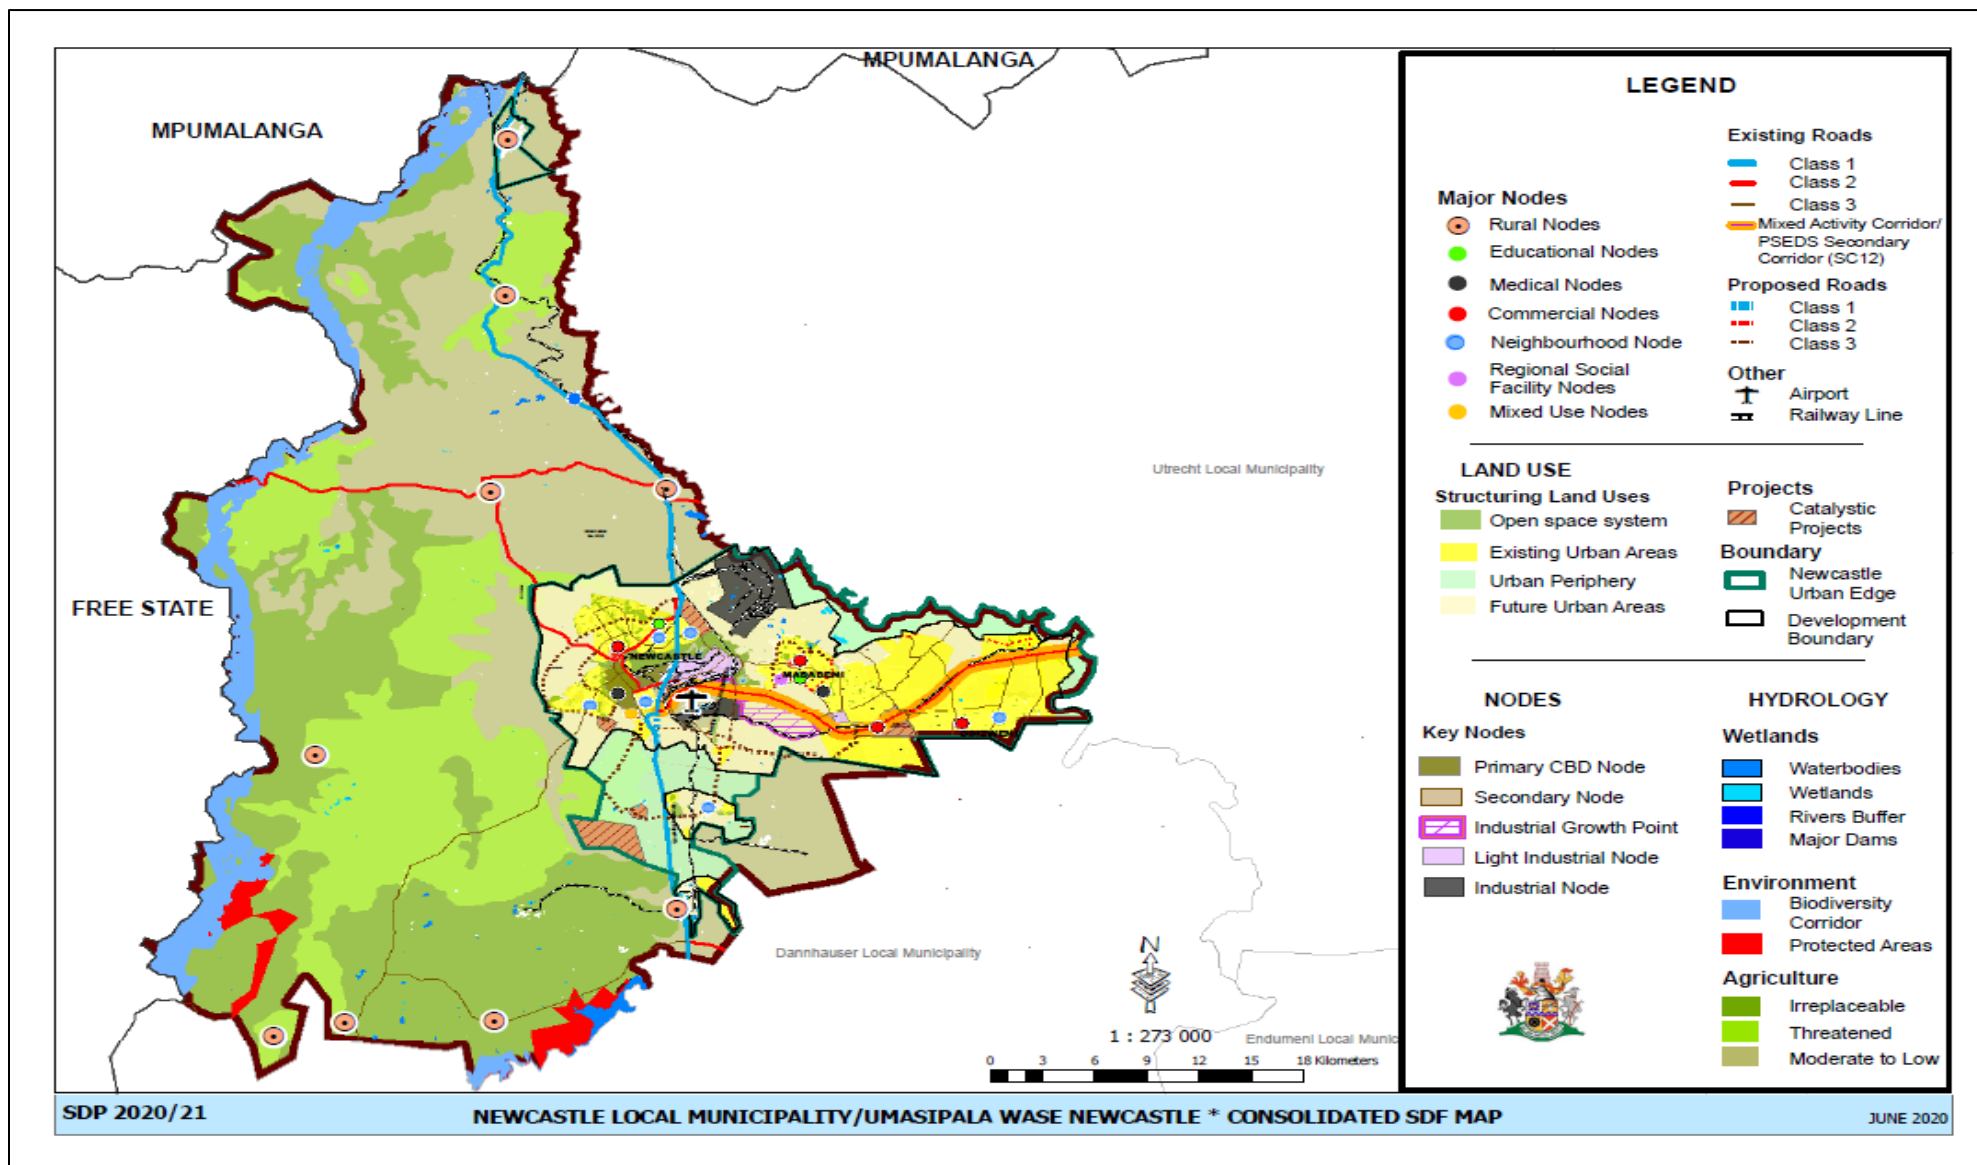 MPUMALANGA
MPUMALANGA
FREE STATE
Utrecht Local Municipality
NEWCASTLE
MADADENI
Dannhauser Local Municipality
Endumeni Local Munic
N
1 : 273 000
0 3 6 9 12 15 18 Kilometers
LEGEND
Major Nodes
Rural Nodes
Educational Nodes
Medical Nodes
Commercial Nodes
Neighbourhood Node
Regional Social
Facility Nodes
Mixed Use Nodes
Existing Roads
Class 1
Class 2
Class 3
Mixed Activity Corridor/
PSEDS Secondary
Corridor (SC12)
Proposed Roads
Class 1
Class 2
Class 3
Other
Airport
Railway Line
LAND USE
Structuring Land Uses
Open space system
Existing Urban Areas
Urban Periphery
Future Urban Areas
Projects
Catalystic
Projects
Boundary
Newcastle
Urban Edge
Development
Boundary
NODES
Key Nodes
Primary CBD Node
Secondary Node
Industrial Growth Point
Light Industrial Node
Industrial Node
HYDROLOGY
Wetlands
Waterbodies
Wetlands
Rivers Buffer
Major Dams
Environment
Biodiversity
Corridor
Protected Areas
Agriculture
Irreplaceable
Threatened
Moderate to Low
SDP 2020/21
NEWCASTLE LOCAL MUNICIPALITY/UMASIPALA WASE NEWCASTLE * CONSOLIDATED SDF MAP
JUNE 2020